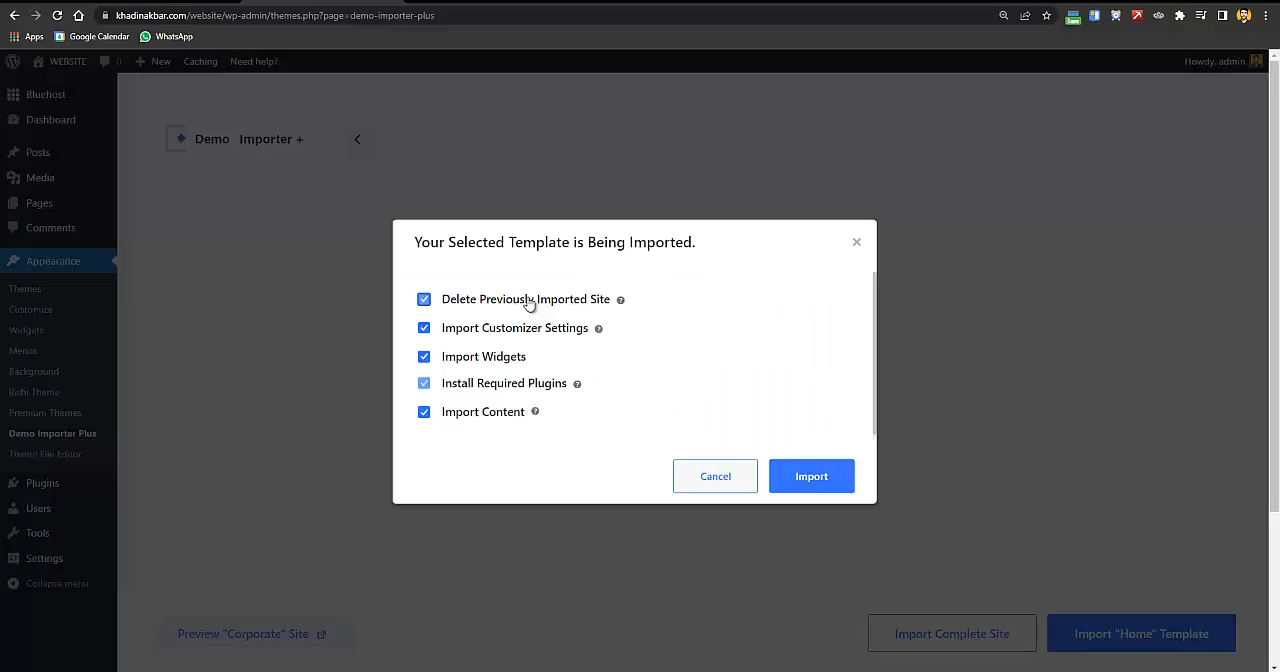 khadinakbar.com/website/wp-admin/themes.php?page=demo-importer-plus
Apps Google Calendar WhatsApp
WEBSITE 0 New Caching Need help? Howdy, admin
Bluehost
Dashboard
Demo Importer +
Posts
Media
Pages
Comments
Appearance
Themes
Customize
Widgets
Menus
Background
Rishi Theme
Premium Themes
Demo Importer Plus
Theme File Editor
Plugins
Users
Tools
Settings
Collapse menu
Your Selected Template is Being Imported. ×
Delete Previously Imported Site ?
Import Customizer Settings ?
Import Widgets
Install Required Plugins ?
Import Content ?
Cancel Import
Preview "Corporate" Site Import Complete Site Import "Home" Template